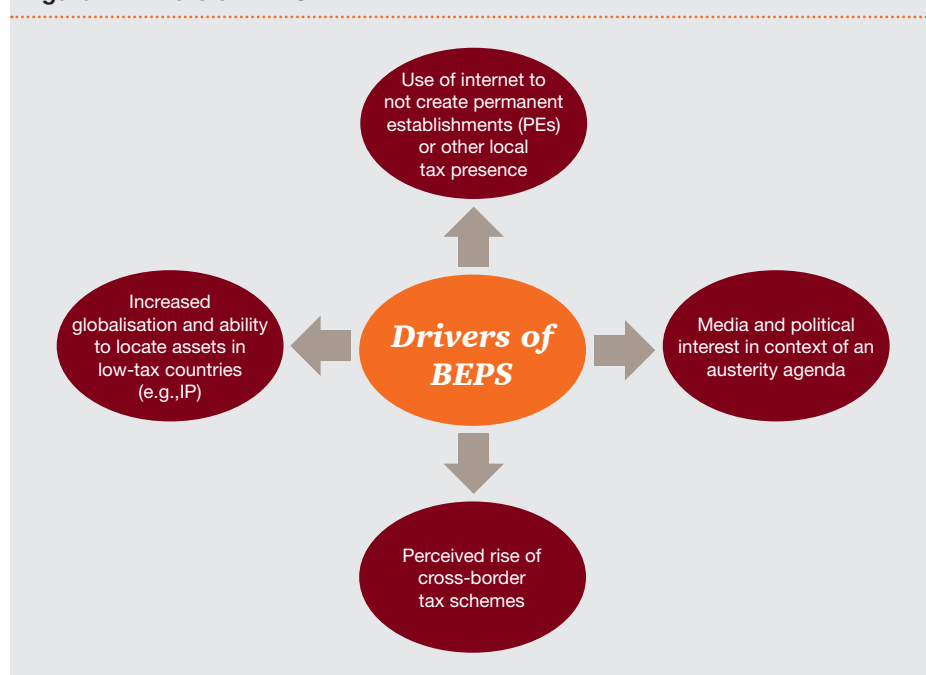 Use of internet to
not create permanent
establishments (PEs)
or other local
tax presence
Increased
globalisation and ability
to locate assets in
low-tax countries
(e.g.,IP)
Drivers of
BEPS
Media and political
interest in context of an
austerity agenda
Perceived rise of
cross-border
tax schemes